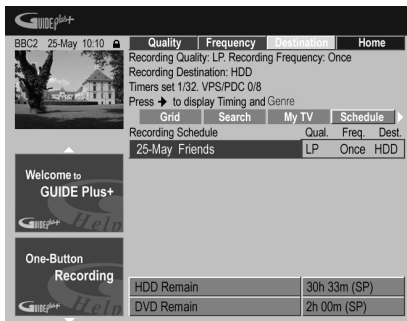 GUIDE Plus+
BBC2 25-May 10:10
Quality Frequency Destination Home
Recording Quality: LP. Recording Frequency: Once
Recording Destination: HDD
Timers set 1/32. VPS/PDC 0/8
Press → to display Timing and Genre
Grid Search My TV Schedule
Recording Schedule Qual. Freq. Dest.
25-May Friends LP Once HDD
Welcome to
GUIDE Plus+
GUIDE Plus+ Help
One-Button
Recording
GUIDE Plus+ Help
HDD Remain 30h 33m (SP)
DVD Remain 2h 00m (SP)